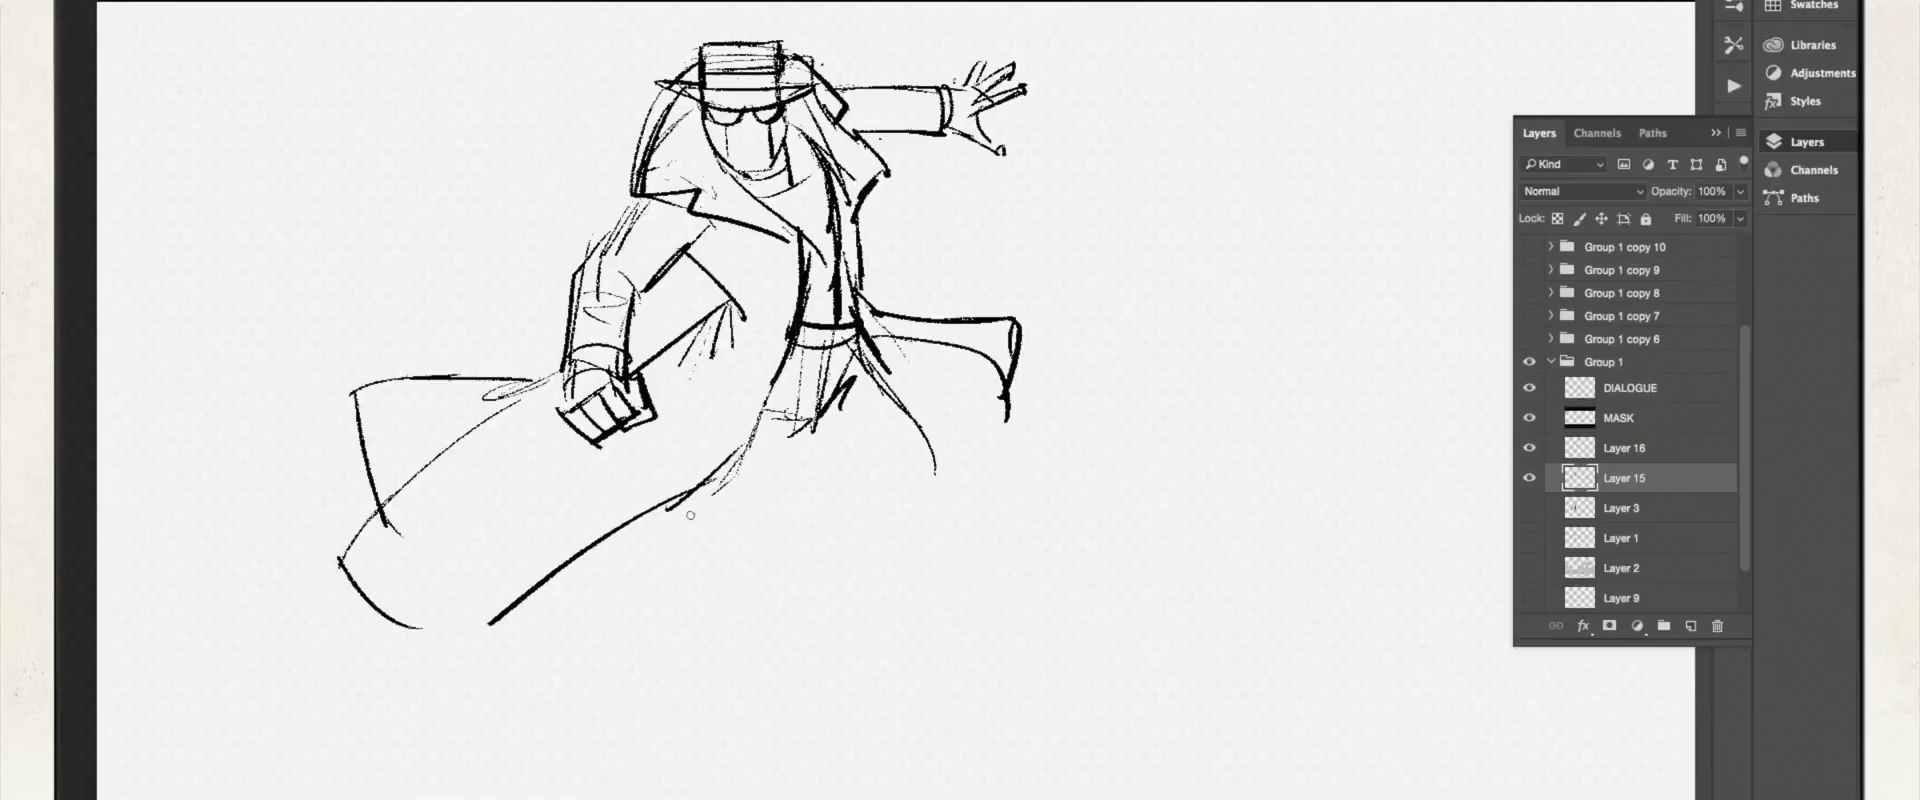 Swatches
Libraries
Adjustments
Styles
Layers
Channels
Paths
Layers Channels Paths
Kind
Normal Opacity: 100%
Lock: Fill: 100%
Group 1 copy 10
Group 1 copy 9
Group 1 copy 8
Group 1 copy 7
Group 1 copy 6
Group 1
DIALOGUE
MASK
Layer 16
Layer 15
Layer 3
Layer 1
Layer 2
Layer 9
fx